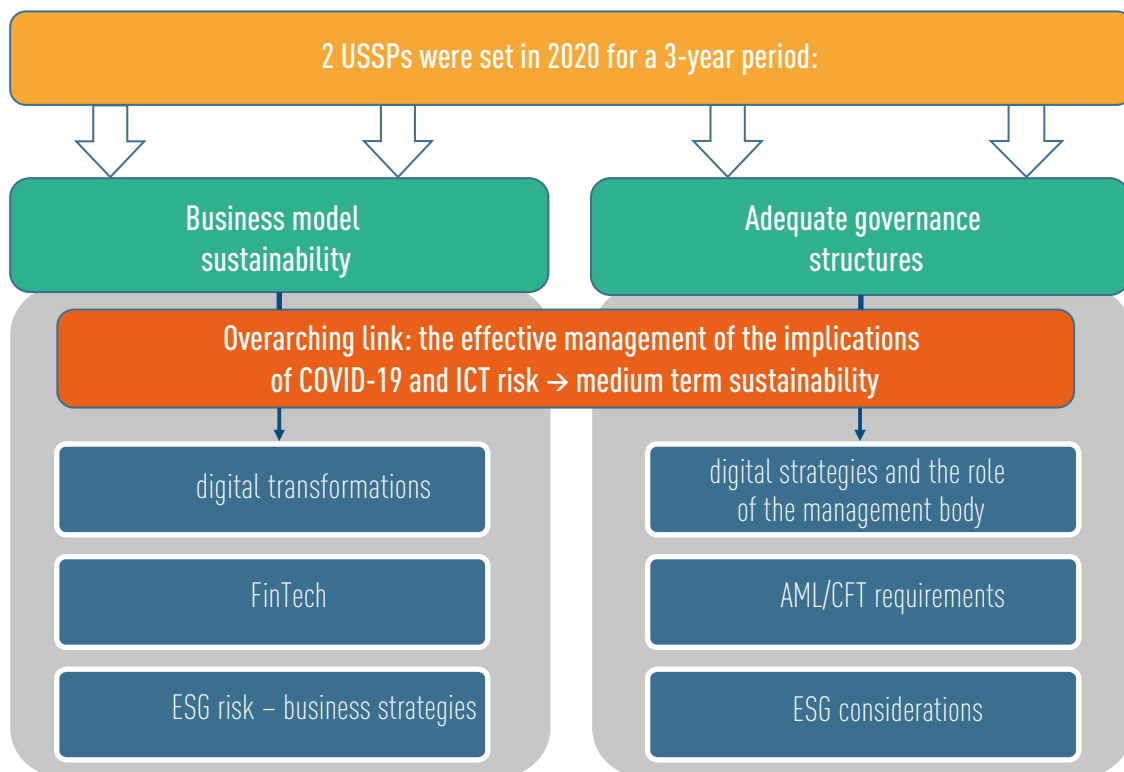 2 USSPs were set in 2020 for a 3-year period:
Business model
sustainability
Adequate governance
structures
Overarching link: the effective management of the implications
of COVID-19 and ICT risk → medium term sustainability
digital transformations
FinTech
ESG risk – business strategies
digital strategies and the role
of the management body
AML/CFT requirements
ESG considerations